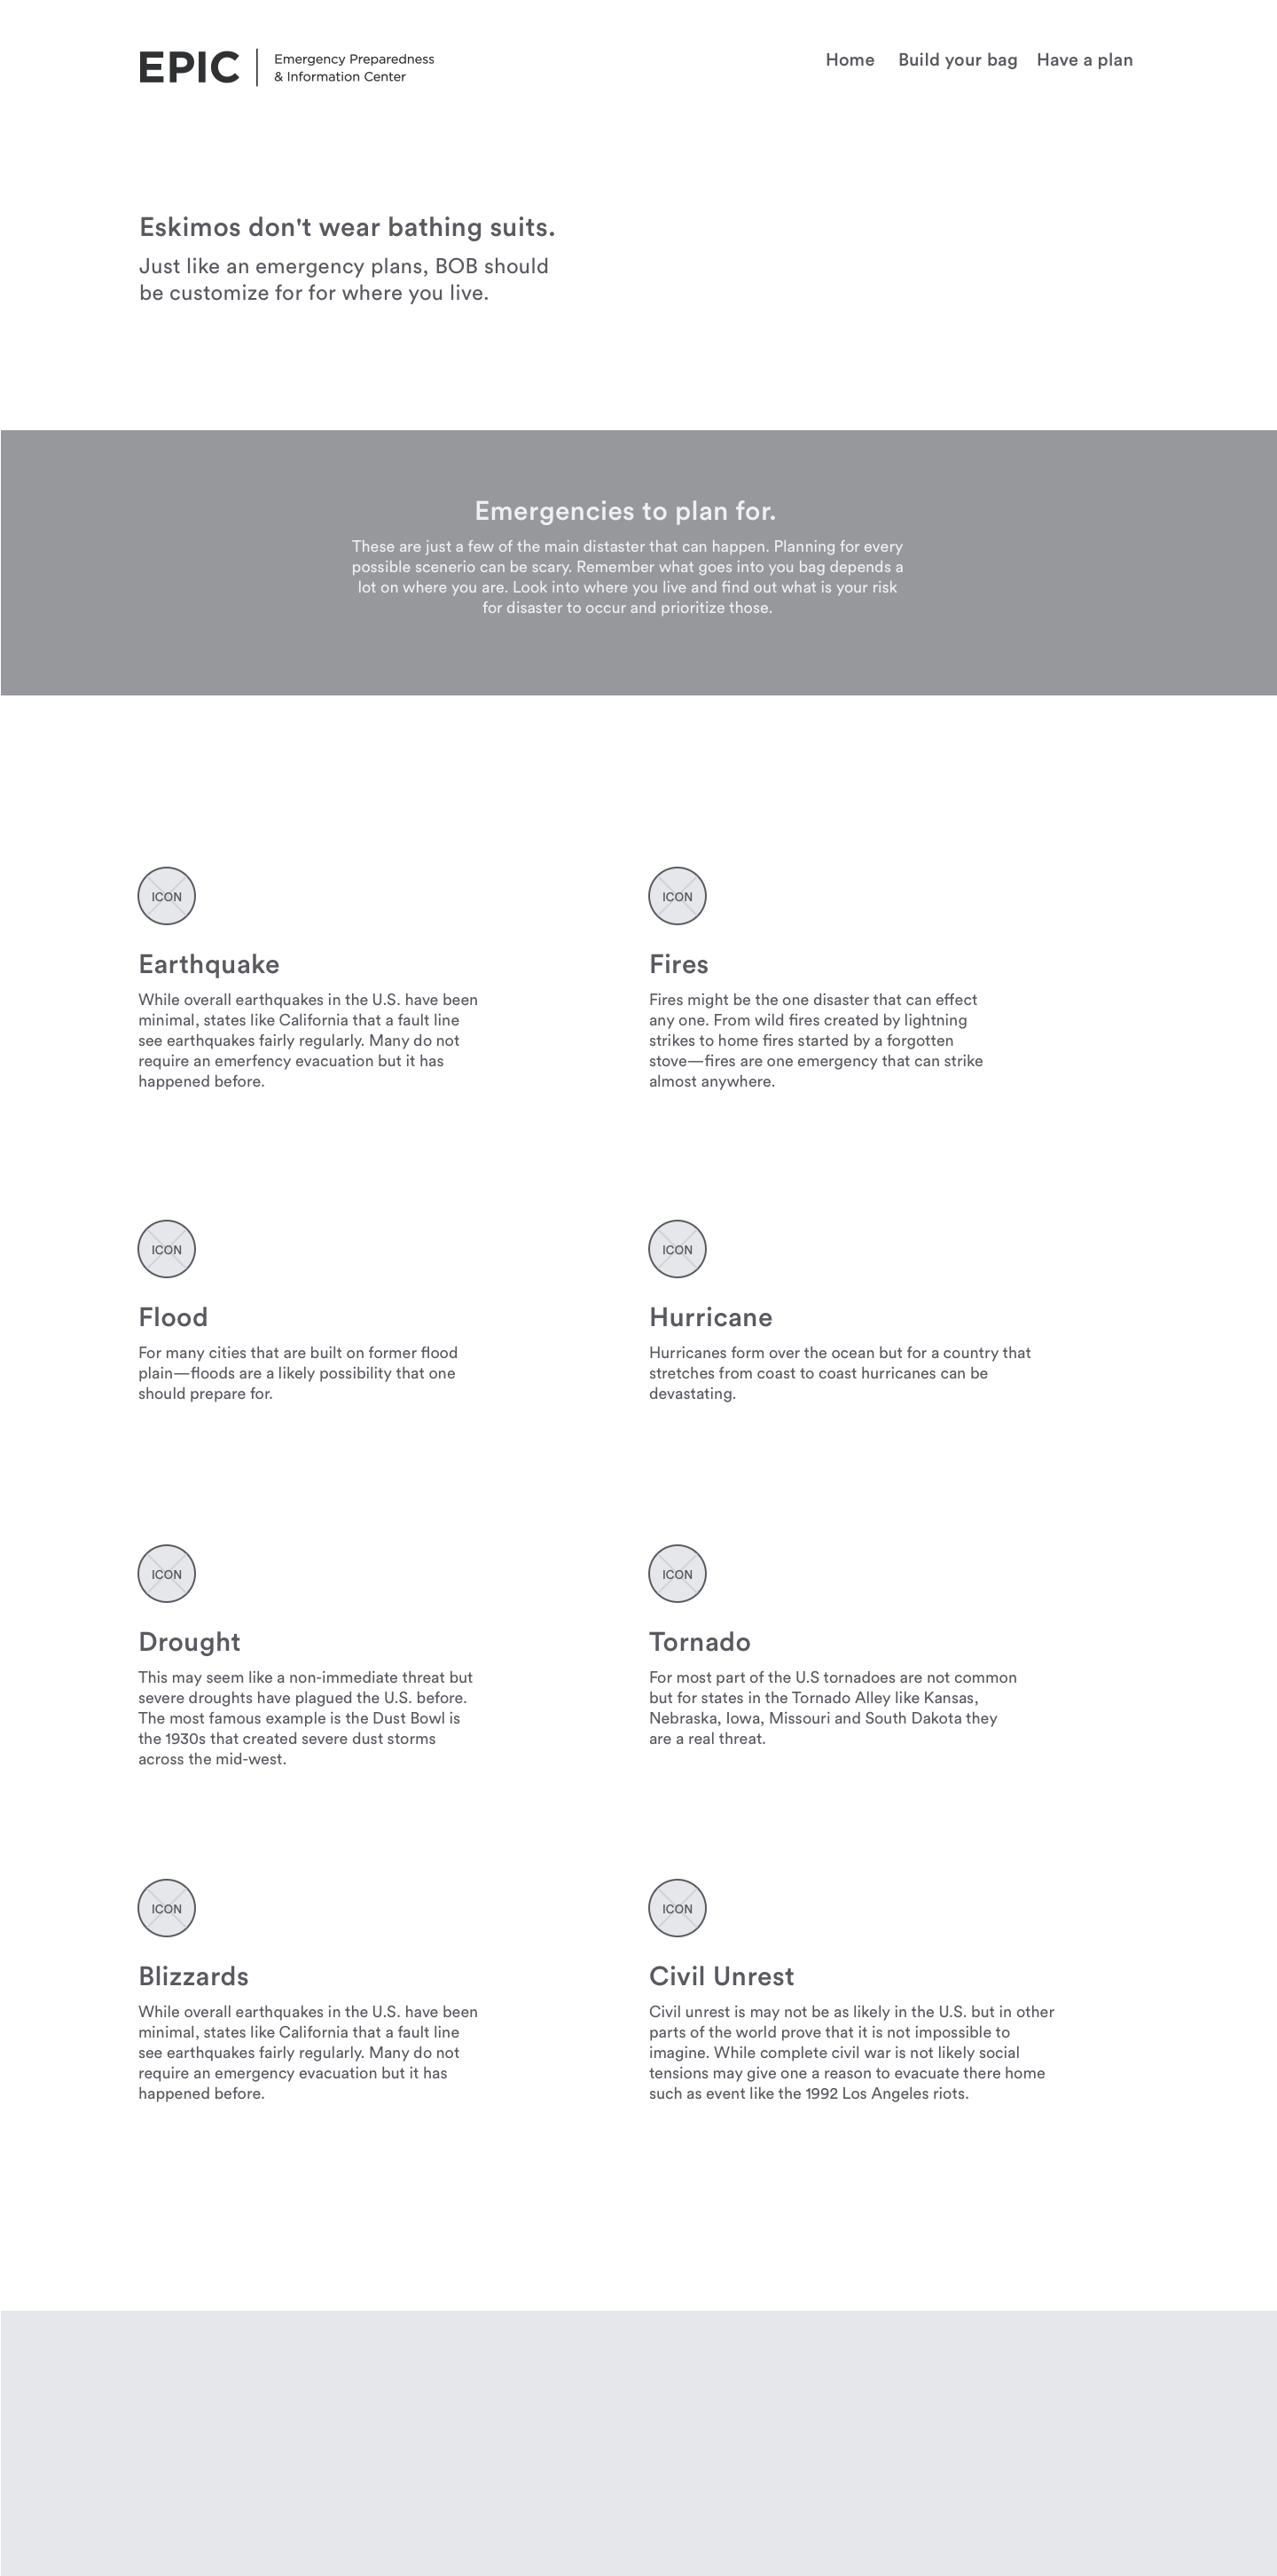 EPIC
Emergency Preparedness
& Information Center
Home Build your bag Have a plan
Eskimos don't wear bathing suits.
Just like an emergency plans, BOB should
be customize for for where you live.
Emergencies to plan for.
These are just a few of the main distaster that can happen. Planning for every
possible scenerio can be scary. Remember what goes into you bag depends a
lot on where you are. Look into where you live and find out what is your risk
for disaster to occur and prioritize those.
ICON
Earthquake
While overall earthquakes in the U.S. have been
minimal, states like California that a fault line
see earthquakes fairly regularly. Many do not
require an emerfency evacuation but it has
happened before.
ICON
Fires
Fires might be the one disaster that can effect
any one. From wild fires created by lightning
strikes to home fires started by a forgotten
stove—fires are one emergency that can strike
almost anywhere.
ICON
Flood
For many cities that are built on former flood
plain—floods are a likely possibility that one
should prepare for.
ICON
Hurricane
Hurricanes form over the ocean but for a country that
stretches from coast to coast hurricanes can be
devastating.
ICON
Drought
This may seem like a non-immediate threat but
severe droughts have plagued the U.S. before.
The most famous example is the Dust Bowl is
the 1930s that created severe dust storms
across the mid-west.
ICON
Tornado
For most part of the U.S tornadoes are not common
but for states in the Tornado Alley like Kansas,
Nebraska, Iowa, Missouri and South Dakota they
are a real threat.
ICON
Blizzards
While overall earthquakes in the U.S. have been
minimal, states like California that a fault line
see earthquakes fairly regularly. Many do not
require an emergency evacuation but it has
happened before.
ICON
Civil Unrest
Civil unrest is may not be as likely in the U.S. but in other
parts of the world prove that it is not impossible to
imagine. While complete civil war is not likely social
tensions may give one a reason to evacuate there home
such as event like the 1992 Los Angeles riots.